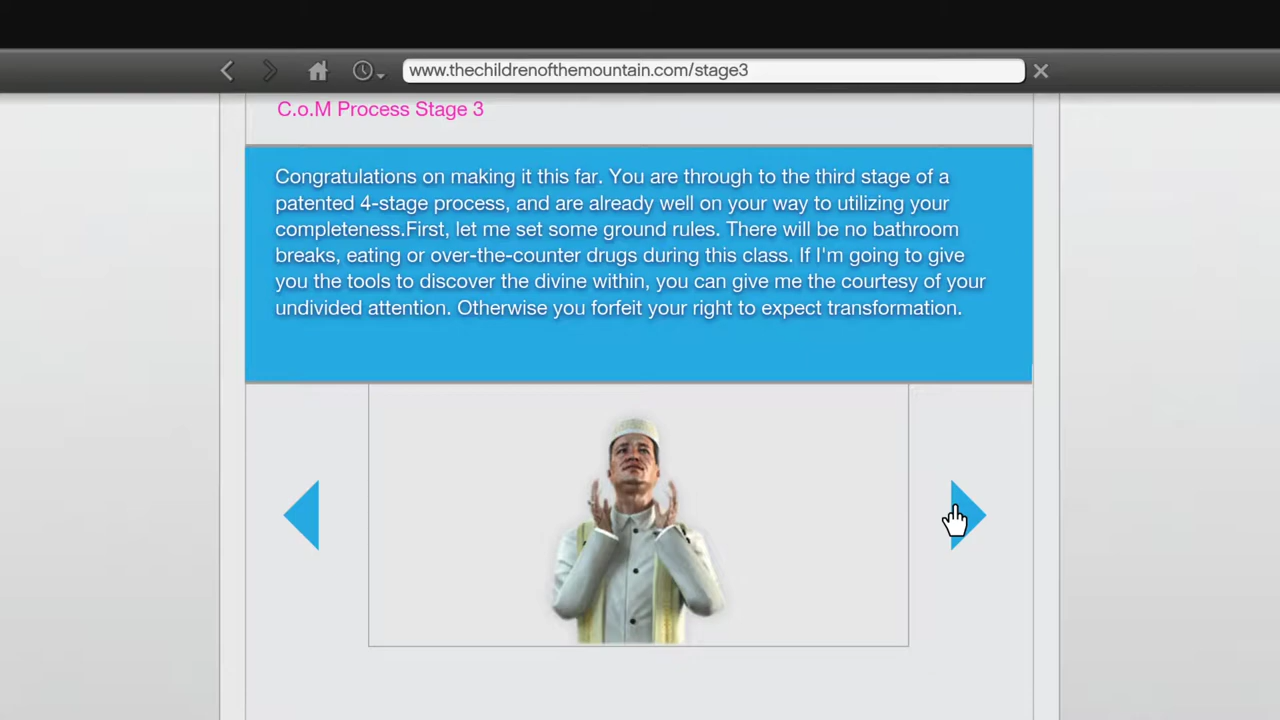 www.thechildrenofthemountain.com/stage3
C.o.M Process Stage 3
Congratulations on making it this far. You are through to the third stage of a
patented 4-stage process, and are already well on your way to utilizing your
completeness.First, let me set some ground rules. There will be no bathroom
breaks, eating or over-the-counter drugs during this class. If I'm going to give
you the tools to discover the divine within, you can give me the courtesy of your
undivided attention. Otherwise you forfeit your right to expect transformation.